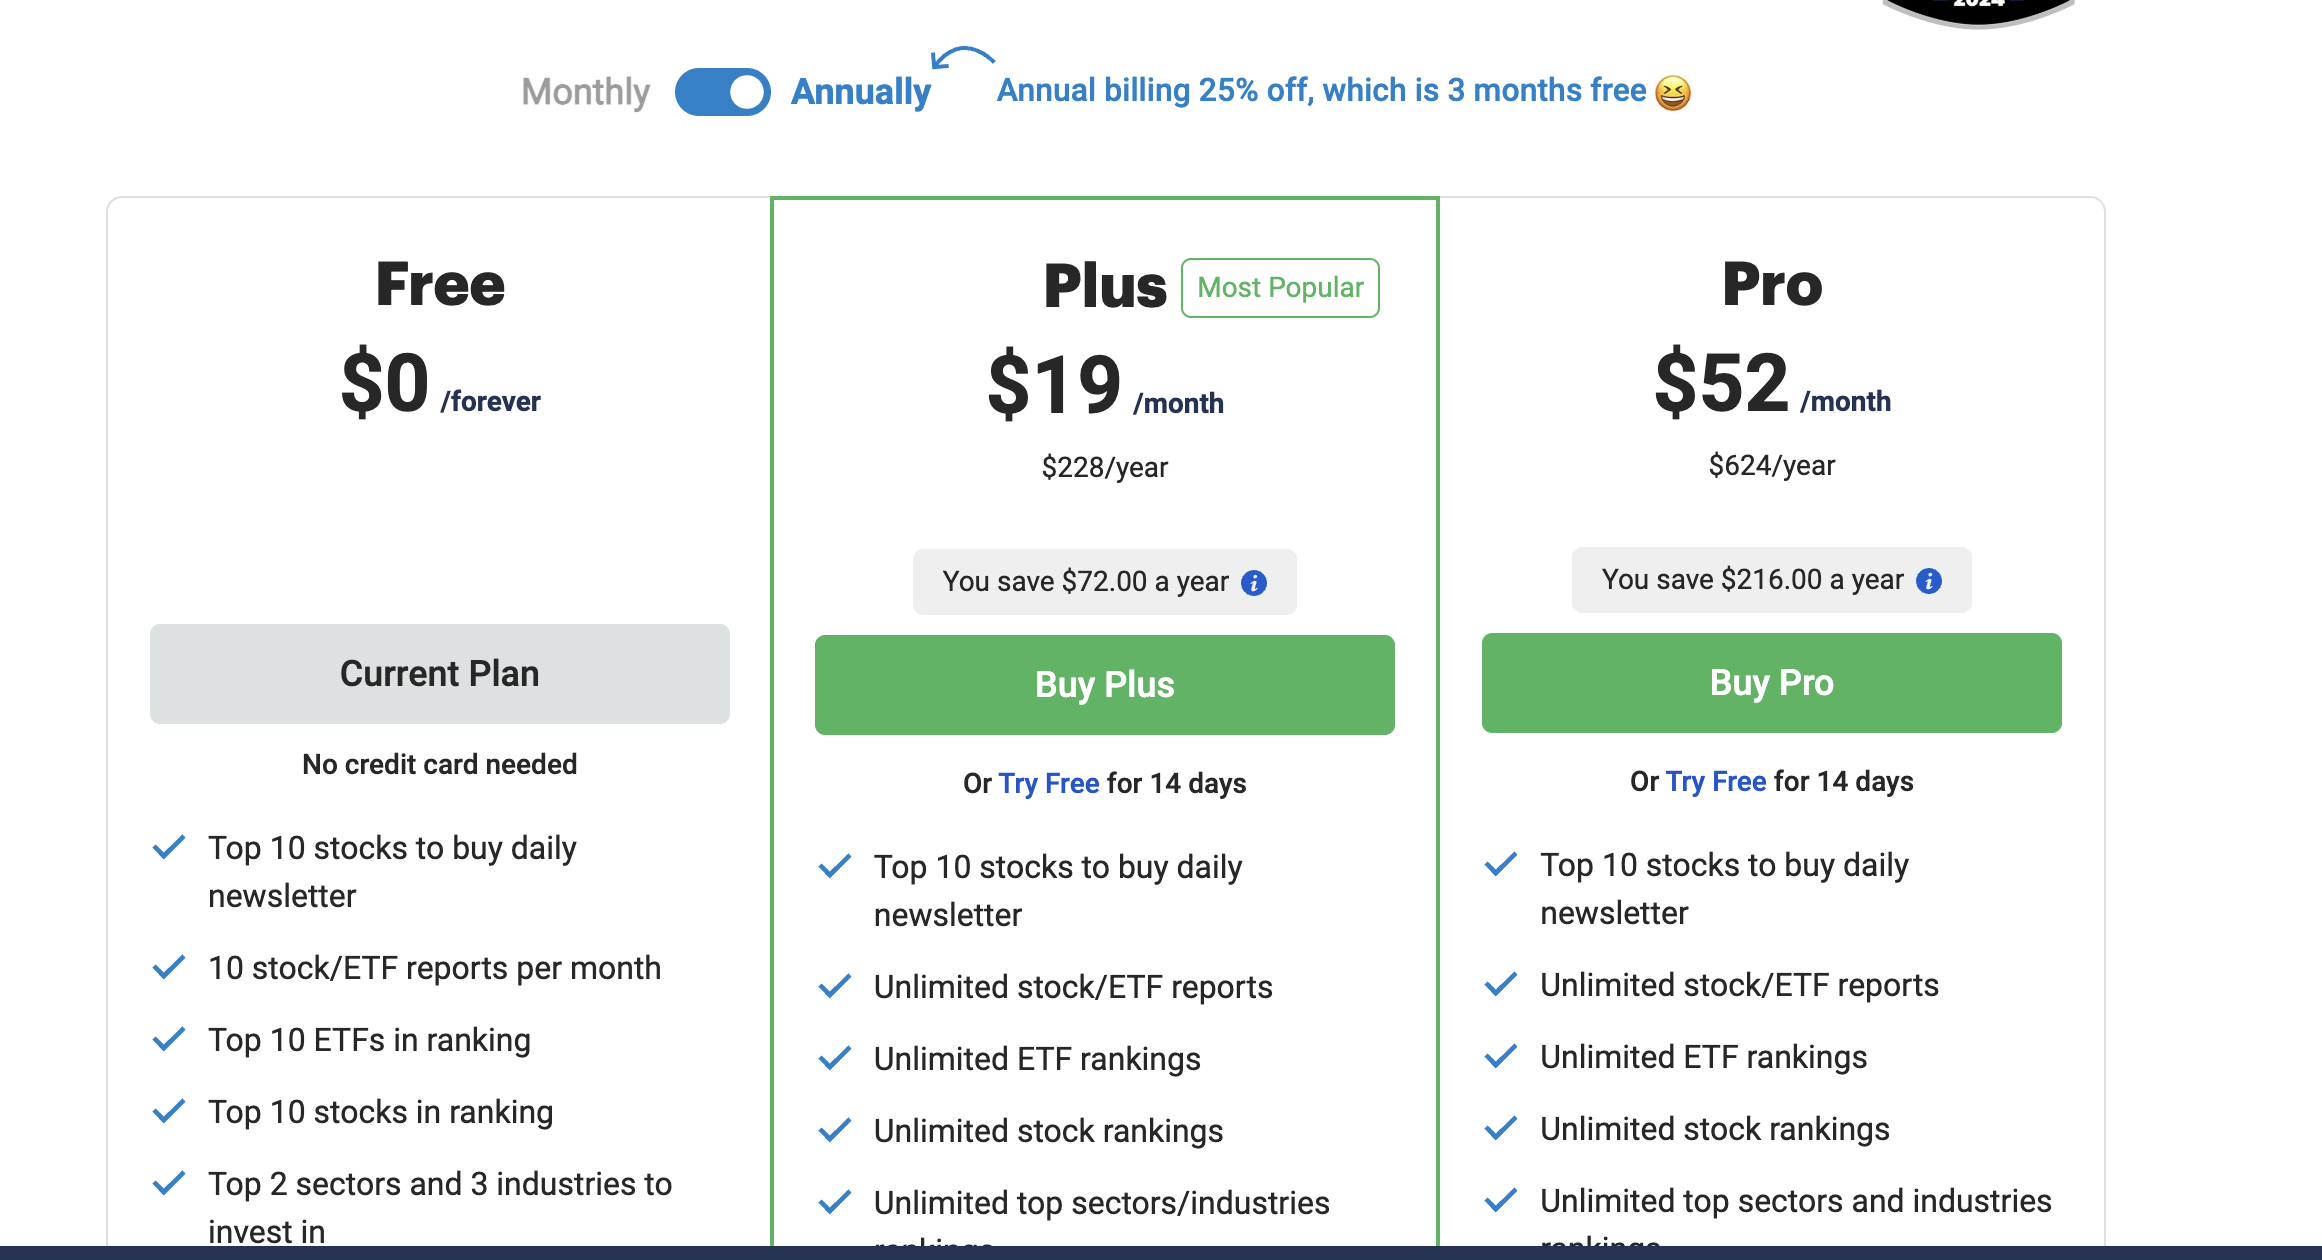 2024
Monthly Annually Annual billing 25% off, which is 3 months free
Free
$0 /forever
Current Plan
No credit card needed
Top 10 stocks to buy daily
newsletter
10 stock/ETF reports per month
Top 10 ETFs in ranking
Top 10 stocks in ranking
Top 2 sectors and 3 industries to
invest in
Plus Most Popular
$19 /month
$228/year
You save $72.00 a year
Buy Plus
Or Try Free for 14 days
Top 10 stocks to buy daily
newsletter
Unlimited stock/ETF reports
Unlimited ETF rankings
Unlimited stock rankings
Unlimited top sectors/industries
rankings
Pro
$52 /month
$624/year
You save $216.00 a year
Buy Pro
Or Try Free for 14 days
Top 10 stocks to buy daily
newsletter
Unlimited stock/ETF reports
Unlimited ETF rankings
Unlimited stock rankings
Unlimited top sectors and industries
rankings